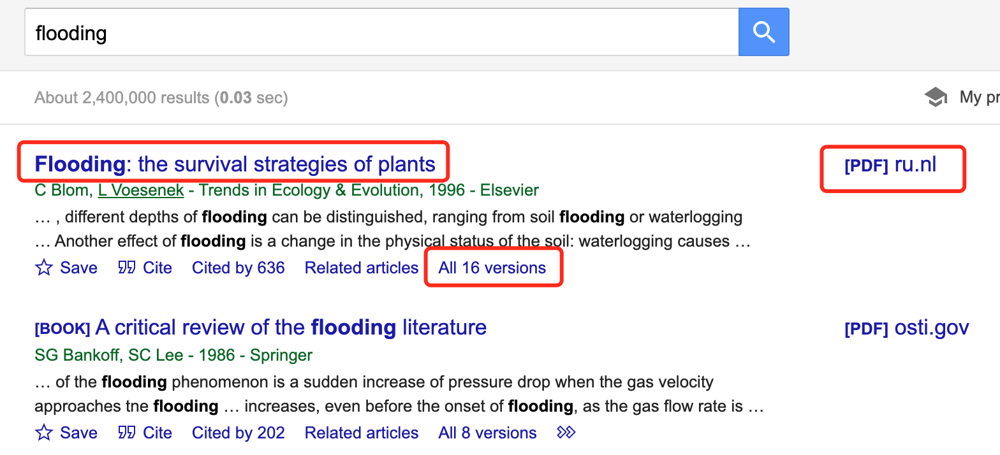 flooding
About 2,400,000 results (0.03 sec)
My pr
Flooding: the survival strategies of plants
[PDF] ru.nl
C Blom, L Voesenek - Trends in Ecology & Evolution, 1996 - Elsevier
… , different depths of flooding can be distinguished, ranging from soil flooding or waterlogging
… Another effect of flooding is a change in the physical status of the soil: waterlogging causes …
Save Cite Cited by 636 Related articles All 16 versions
[BOOK] A critical review of the flooding literature
[PDF] osti.gov
SG Bankoff, SC Lee - 1986 - Springer
… of the flooding phenomenon is a sudden increase of pressure drop when the gas velocity
approaches tne flooding … increases, even before the onset of flooding, as the gas flow rate is …
Save Cite Cited by 202 Related articles All 8 versions